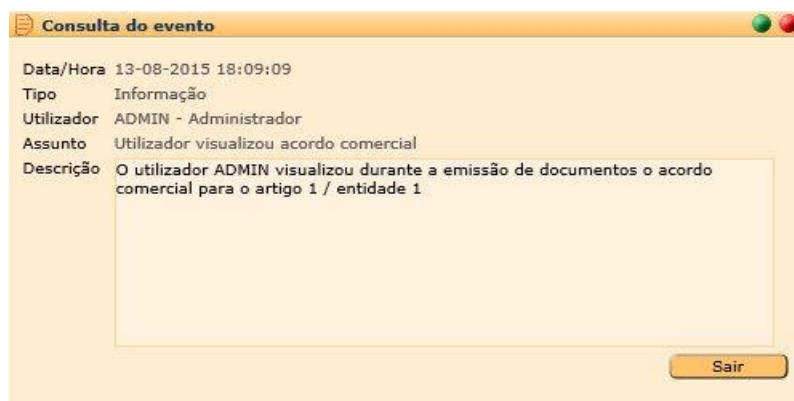 Consulta do evento
Data/Hora 13-08-2015 18:09:09
Tipo Informação
Utilizador ADMIN - Administrador
Assunto Utilizador visualizou acordo comercial
Descrição O utilizador ADMIN visualizou durante a emissão de documentos o acordo
comercial para o artigo 1 / entidade 1
Sair